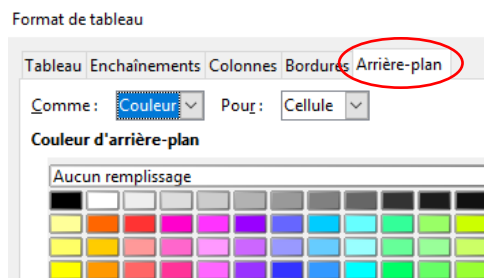 Format de tableau
Tableau Enchaînements Colonnes Bordures Arrière-plan
Comme : Couleur Pour : Cellule
Couleur d'arrière-plan
Aucun remplissage